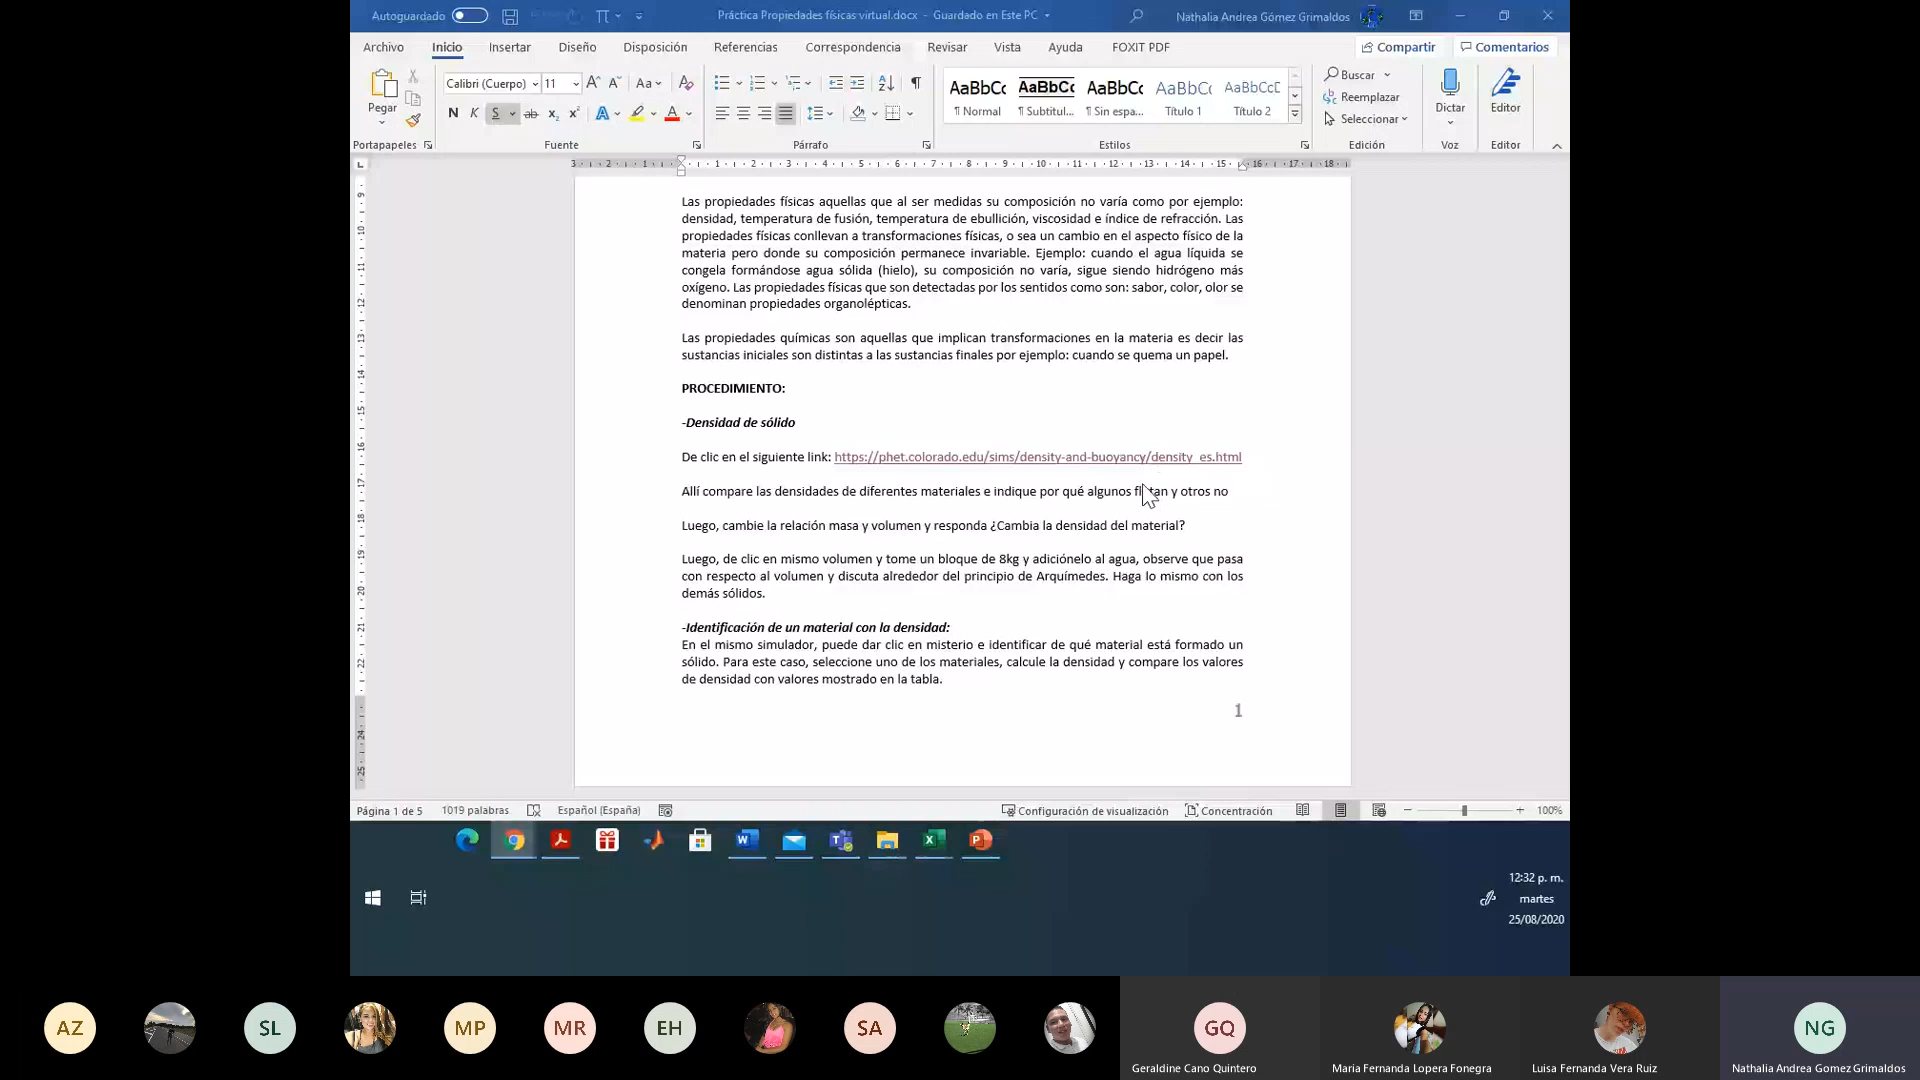 Autoguardado
Práctica Propiedades físicas virtual.docx - Guardado en Este PC
Nathalia Andrea Gómez Grimaldos
Archivo Inicio Insertar Diseño Disposición Referencias Correspondencia Revisar Vista Ayuda FOXIT PDF Compartir Comentarios
Pegar
Calibri (Cuerpo) 11
N K S ab x₂ x²
AaBbCc AaBbCc AaBbCc AaBbCc AaBbCcD
¶ Normal ¶ Subtitul... ¶ Sin espa... Título 1 Título 2
Buscar
Reemplazar
Seleccionar
Dictar
Editor
Portapapeles Fuente Párrafo Estilos Edición Voz Editor
Las propiedades físicas aquellas que al ser medidas su composición no varía como por ejemplo:
densidad, temperatura de fusión, temperatura de ebullición, viscosidad e índice de refracción. Las
propiedades físicas conllevan a transformaciones físicas, o sea un cambio en el aspecto físico de la
materia pero donde su composición permanece invariable. Ejemplo: cuando el agua líquida se
congela formándose agua sólida (hielo), su composición no varía, sigue siendo hidrógeno más
oxígeno. Las propiedades físicas que son detectadas por los sentidos como son: sabor, color, olor se
denominan propiedades organolépticas.
Las propiedades químicas son aquellas que implican transformaciones en la materia es decir las
sustancias iniciales son distintas a las sustancias finales por ejemplo: cuando se quema un papel.
PROCEDIMIENTO:
-Densidad de sólido
De clic en el siguiente link: https://phet.colorado.edu/sims/density-and-buoyancy/density_es.html
Allí compare las densidades de diferentes materiales e indique por qué algunos flotan y otros no
Luego, cambie la relación masa y volumen y responda ¿Cambia la densidad del material?
Luego, de clic en mismo volumen y tome un bloque de 8kg y adiciónelo al agua, observe que pasa
con respecto al volumen y discuta alrededor del principio de Arquímedes. Haga lo mismo con los
demás sólidos.
-Identificación de un material con la densidad:
En el mismo simulador, puede dar clic en misterio e identificar de qué material está formado un
sólido. Para este caso, seleccione uno de los materiales, calcule la densidad y compare los valores
de densidad con valores mostrado en la tabla.
1
Página 1 de 5 1019 palabras Español (España) Configuración de visualización Concentración 100%
12:32 p. m.
martes
25/08/2020
AZ SL MP MR EH SA GQ NG
Geraldine Cano Quintero Maria Fernanda Lopera Fonegra Luisa Fernanda Vera Ruiz Nathalia Andrea Gomez Grimaldos